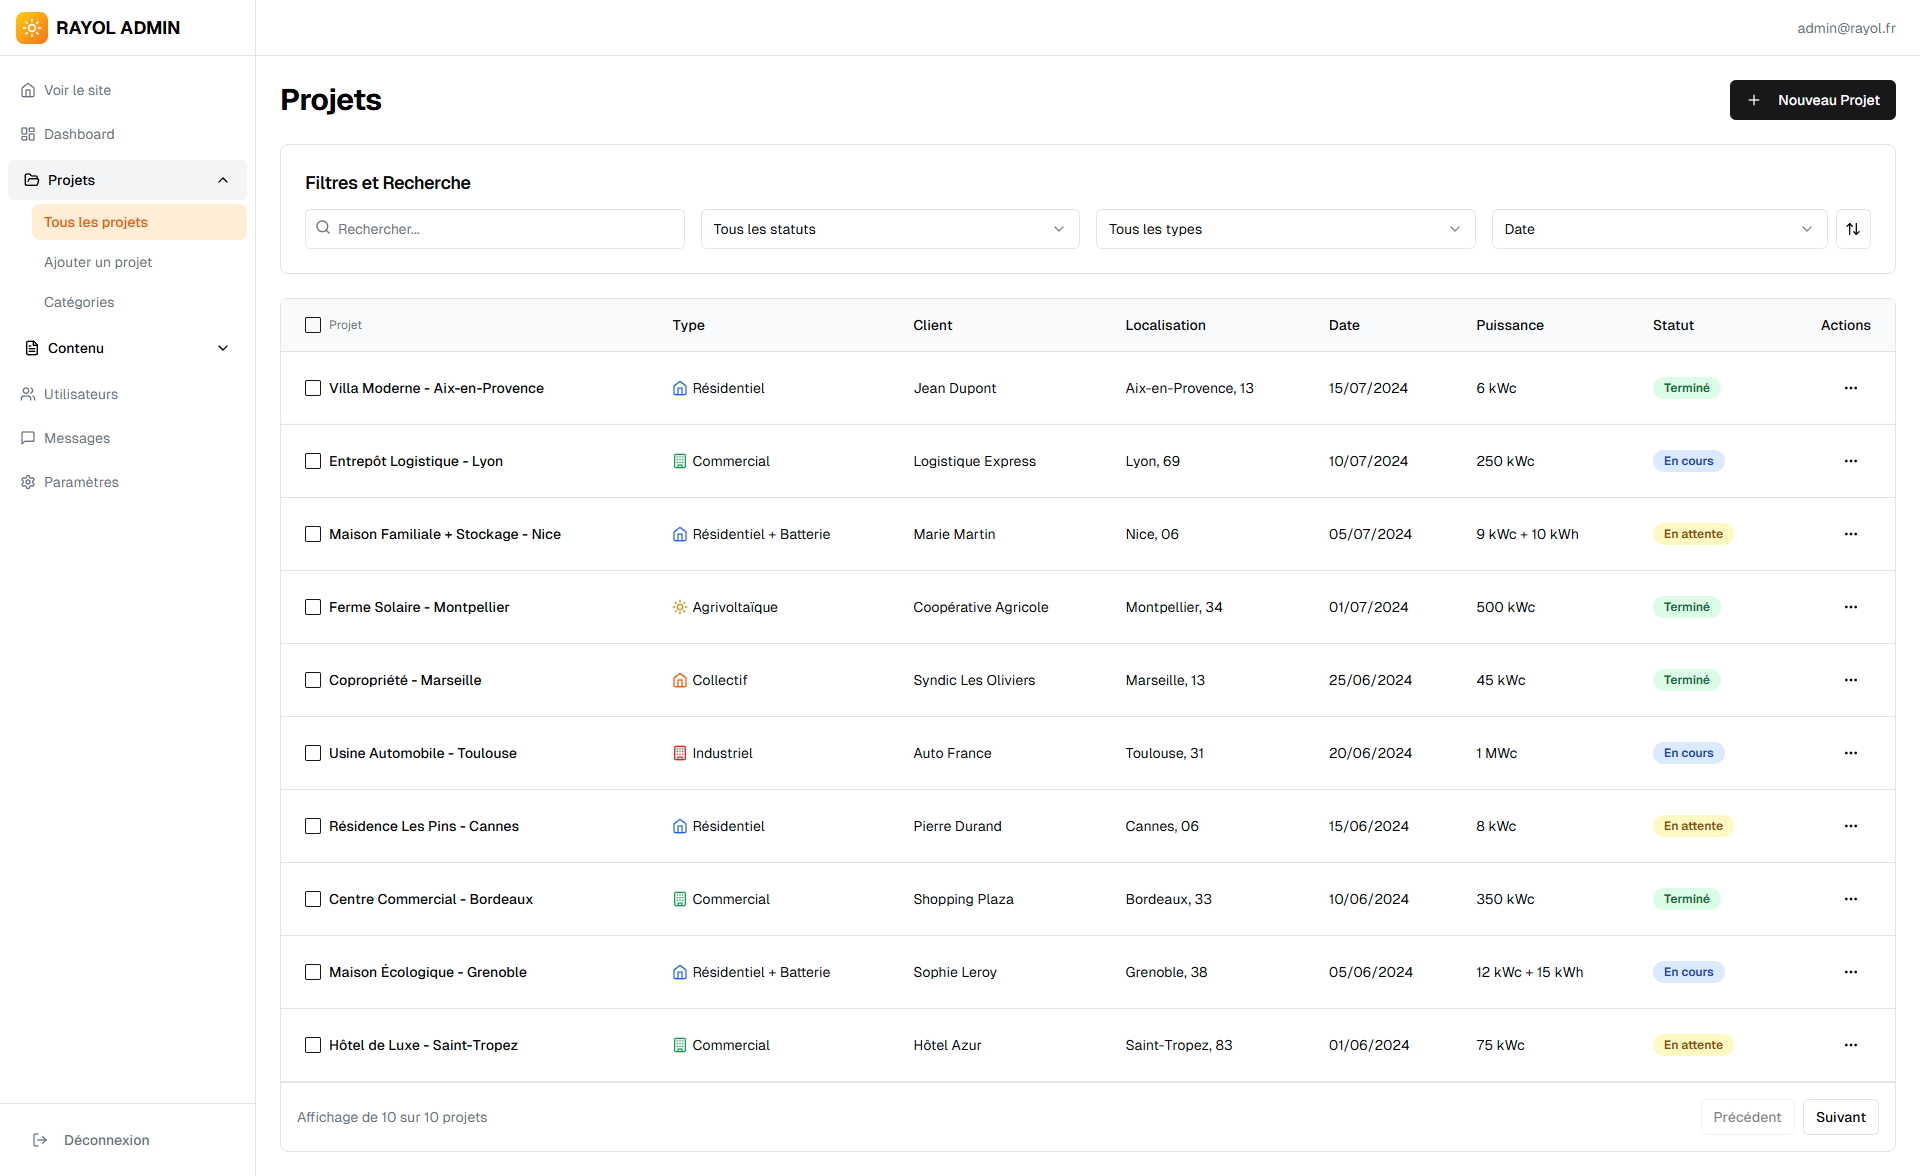 RAYOL ADMIN
admin@rayol.fr
Voir le site
Dashboard
Projets
Tous les projets
Ajouter un projet
Catégories
Contenu
Utilisateurs
Messages
Paramètres
Déconnexion
Projets
Nouveau Projet
Filtres et Recherche
Rechercher...
Tous les statuts
Tous les types
Date
Projet Type Client Localisation Date Puissance Statut Actions
Villa Moderne - Aix-en-Provence Résidentiel Jean Dupont Aix-en-Provence, 13 15/07/2024 6 kWc Terminé
Entrepôt Logistique - Lyon Commercial Logistique Express Lyon, 69 10/07/2024 250 kWc En cours
Maison Familiale + Stockage - Nice Résidentiel + Batterie Marie Martin Nice, 06 05/07/2024 9 kWc + 10 kWh En attente
Ferme Solaire - Montpellier Agrivoltaïque Coopérative Agricole Montpellier, 34 01/07/2024 500 kWc Terminé
Copropriété - Marseille Collectif Syndic Les Oliviers Marseille, 13 25/06/2024 45 kWc Terminé
Usine Automobile - Toulouse Industriel Auto France Toulouse, 31 20/06/2024 1 MWc En cours
Résidence Les Pins - Cannes Résidentiel Pierre Durand Cannes, 06 15/06/2024 8 kWc En attente
Centre Commercial - Bordeaux Commercial Shopping Plaza Bordeaux, 33 10/06/2024 350 kWc Terminé
Maison Écologique - Grenoble Résidentiel + Batterie Sophie Leroy Grenoble, 38 05/06/2024 12 kWc + 15 kWh En cours
Hôtel de Luxe - Saint-Tropez Commercial Hôtel Azur Saint-Tropez, 83 01/06/2024 75 kWc En attente
Affichage de 10 sur 10 projets
Précédent
Suivant